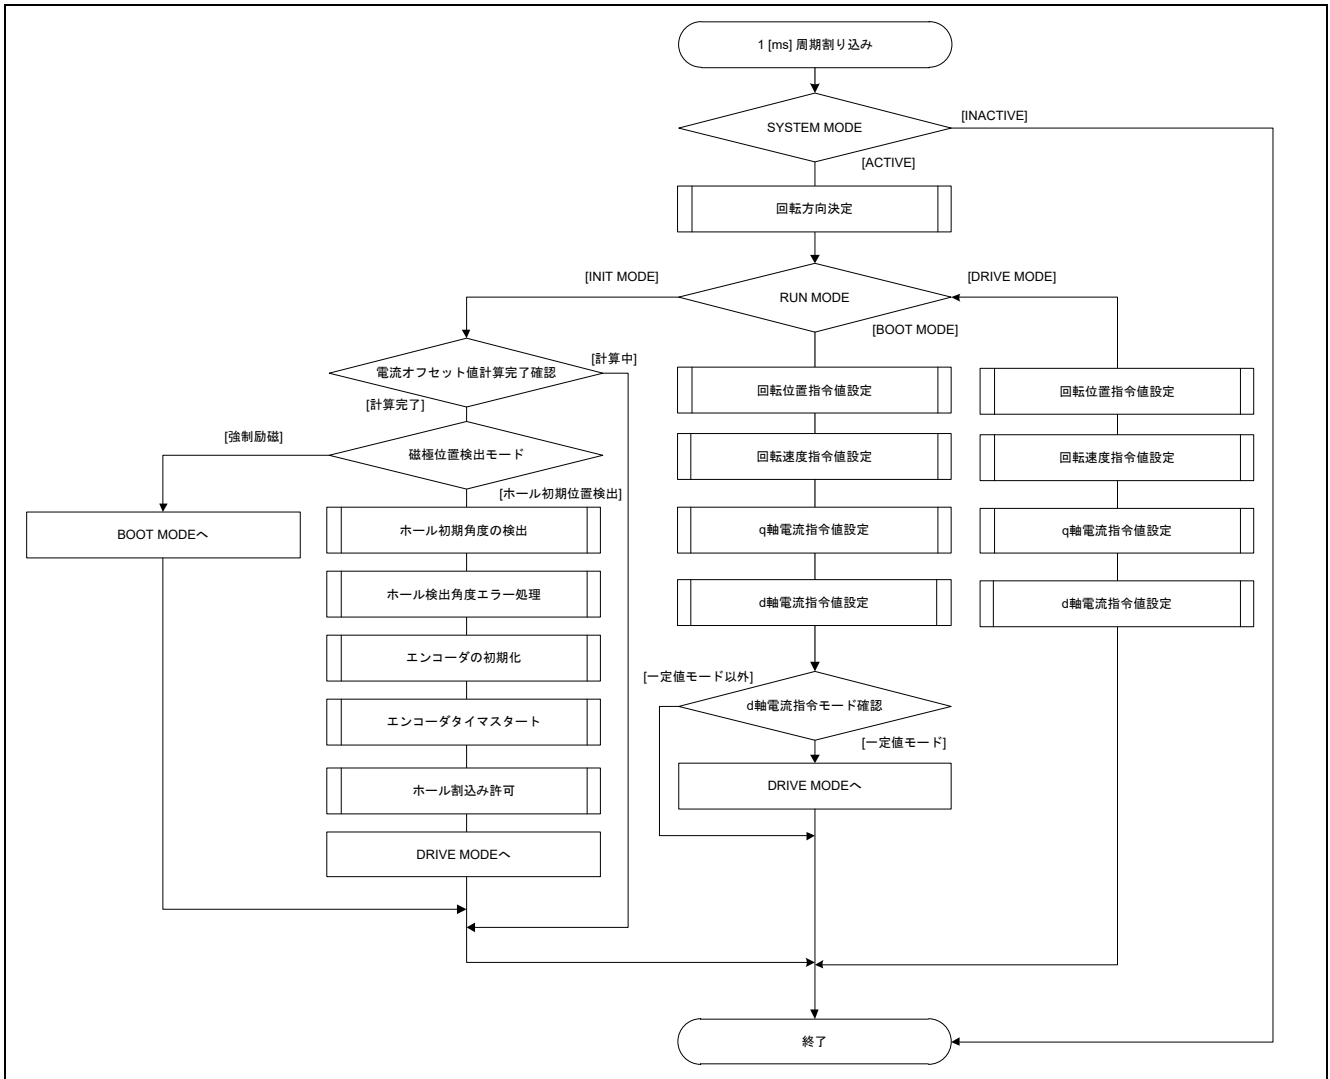 1 [ms] 周期割り込み
SYSTEM MODE
[INACTIVE]
[ACTIVE]
回転方向決定
[INIT MODE]
RUN MODE
[DRIVE MODE]
[BOOT MODE]
電流オフセット値計算完了確認
[計算中]
[計算完了]
[強制励磁]
磁極位置検出モード
[ホール初期位置検出]
BOOT MODEへ
ホール初期角度の検出
ホール検出角度エラー処理
エンコーダの初期化
エンコーダタイマスタート
ホール割込み許可
DRIVE MODEへ
回転位置指令値設定
回転速度指令値設定
q軸電流指令値設定
d軸電流指令値設定
[一定値モード以外]
d軸電流指令モード確認
[一定値モード]
DRIVE MODEへ
回転位置指令値設定
回転速度指令値設定
q軸電流指令値設定
d軸電流指令値設定
終了